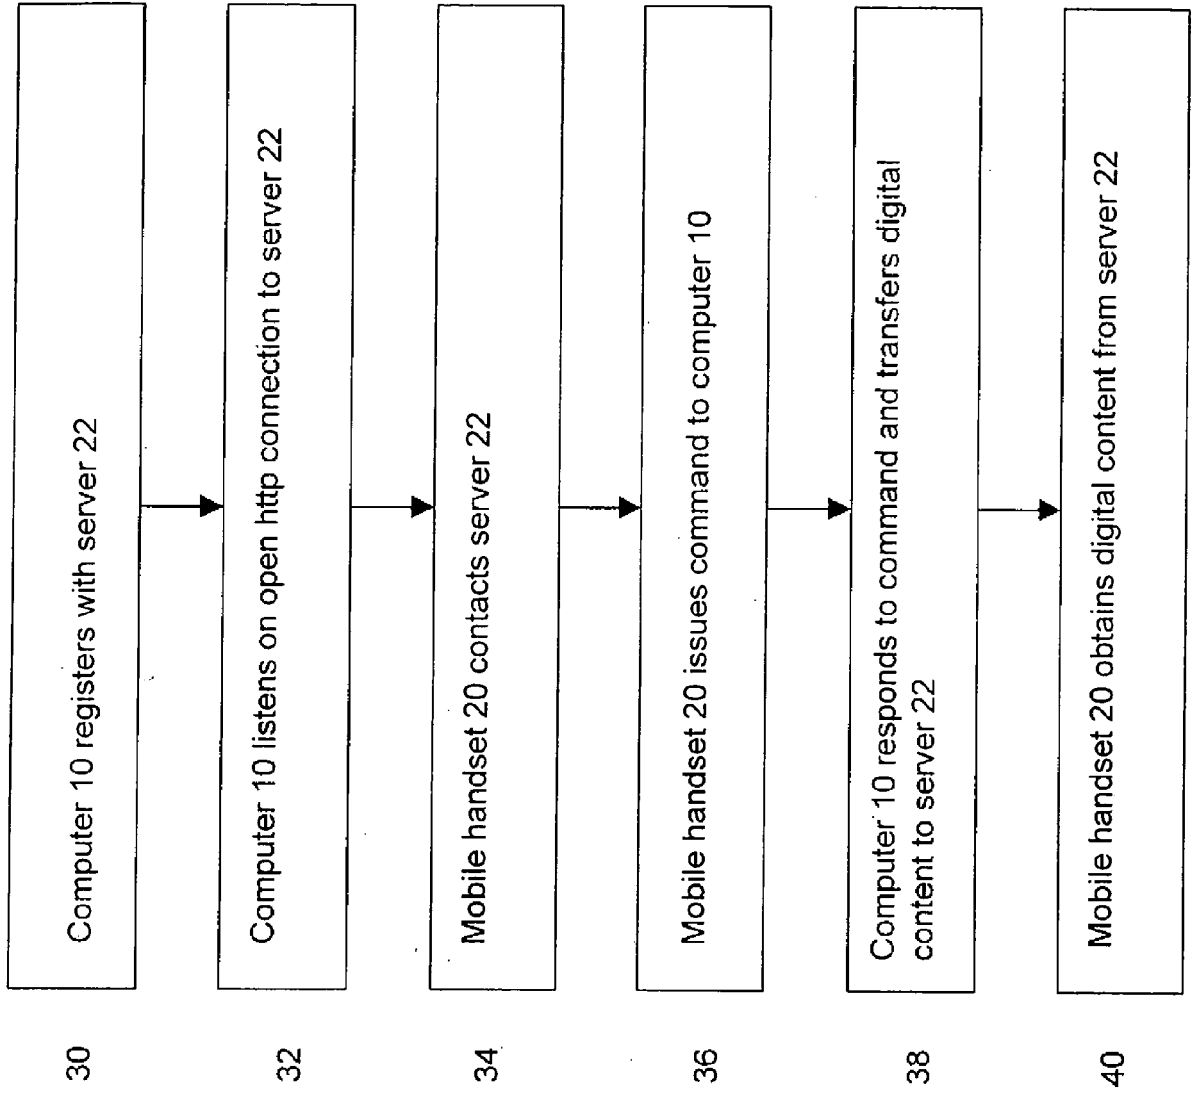 30
Computer 10 registers with server 22
32
Computer 10 listens on open http connection to server 22
34
Mobile handset 20 contacts server 22
36
Mobile handset 20 issues command to computer 10
38
Computer 10 responds to command and transfers digital
content to server 22
40
Mobile handset 20 obtains digital content from server 22